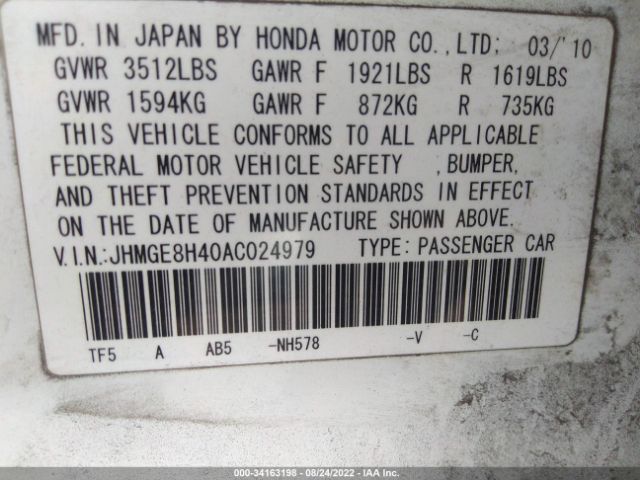 MFD. IN JAPAN BY HONDA MOTOR CO., LTD; 03/'10
GVWR 3512LBS GAWR F 1921LBS R 1619LBS
GVWR 1594KG GAWR F 872KG R 735KG
THIS VEHICLE CONFORMS TO ALL APPLICABLE
FEDERAL MOTOR VEHICLE SAFETY ,BUMPER,
AND THEFT PREVENTION STANDARDS IN EFFECT
ON THE DATE OF MANUFACTURE SHOWN ABOVE.
V.I.N.:JHMGE8H40AC024979 TYPE: PASSENGER CAR
TF5 A AB5 -NH578 -V -C
000-34163198 - 08/24/2022 - IAA Inc.